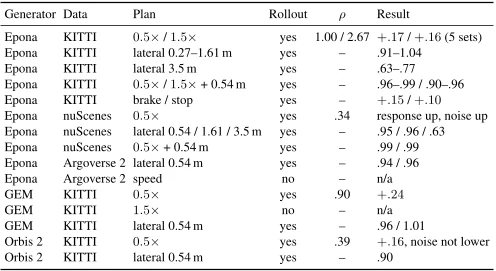 Generator Data Plan Rollout ρ Result
Epona KITTI 0.5× / 1.5× yes 1.00 / 2.67 +.17 / +.16 (5 sets)
Epona KITTI lateral 0.27–1.61 m yes – .91–1.04
Epona KITTI lateral 3.5 m yes – .63–.77
Epona KITTI 0.5× / 1.5× + 0.54 m yes – .96–.99 / .90–.96
Epona KITTI brake / stop yes – +.15 / +.10
Epona nuScenes 0.5× yes .34 response up, noise up
Epona nuScenes lateral 0.54 / 1.61 / 3.5 m yes – .95 / .96 / .63
Epona nuScenes 0.5× + 0.54 m yes – .99 / .99
Epona Argoverse 2 lateral 0.54 m yes – .94 / .96
Epona Argoverse 2 speed no – n/a
GEM KITTI 0.5× yes .90 +.24
GEM KITTI 1.5× no – n/a
GEM KITTI lateral 0.54 m yes – .96 / 1.01
Orbis 2 KITTI 0.5× yes .39 +.16, noise not lower
Orbis 2 KITTI lateral 0.54 m yes – .90